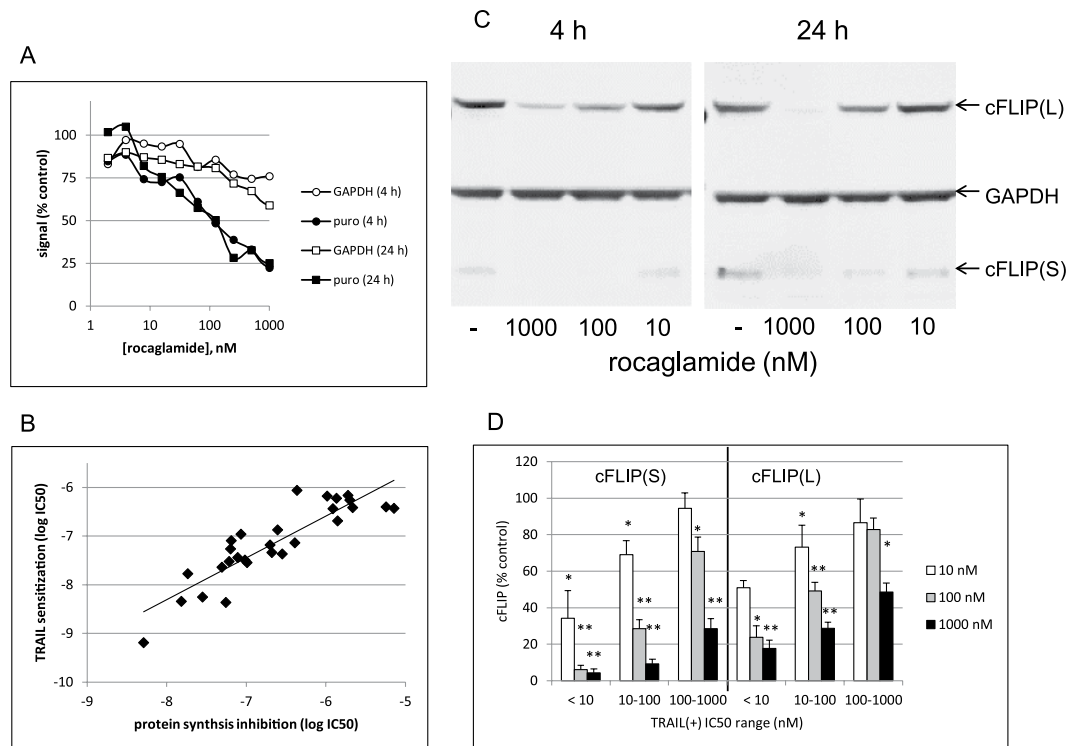 A
100
75
50
25
0
signal (% control)
1
10
100
1000
[rocaglamide], nM
GAPDH (4 h)
puro (4 h)
GAPDH (24 h)
puro (24 h)
C
4 h
24 h
cFLIP(L)
GAPDH
cFLIP(S)
- 1000 100 10
- 1000 100 10
rocaglamide (nM)
B
-6
-7
-8
-9
-10
TRAIL sensitization (log IC50)
-9
-8
-7
-6
-5
protein synthsis inhibition (log IC50)
D
120
100
80
60
40
20
0
cFLIP (% control)
cFLIP(S)
cFLIP(L)
*
**
**
*
**
**
*
**
*
**
*
**
**
*
< 10
10-100
100-1000
< 10
10-100
100-1000
TRAIL(+) IC50 range (nM)
10 nM
100 nM
1000 nM